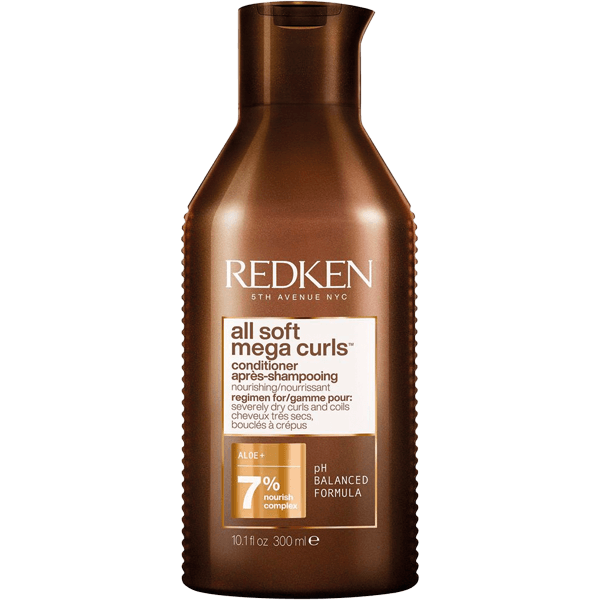 REDKEN
5TH AVENUE NYC
all soft
mega curls™
conditioner
après-shampooing
nourishing/nourrissant
regimen for/gamme pour:
severely dry curls and coils
cheveux très secs,
bouclés à crépus
ALOE+
7%
nourish
complex
pH
BALANCED
FORMULA
10.1 fl oz 300 ml ℮